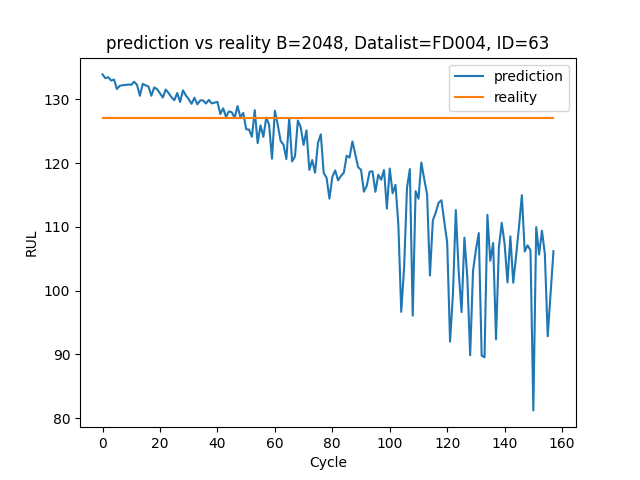 prediction vs reality B=2048, Datalist=FD004, ID=63
prediction
reality
RUL
130
120
110
100
90
80
0 20 40 60 80 100 120 140 160
Cycle